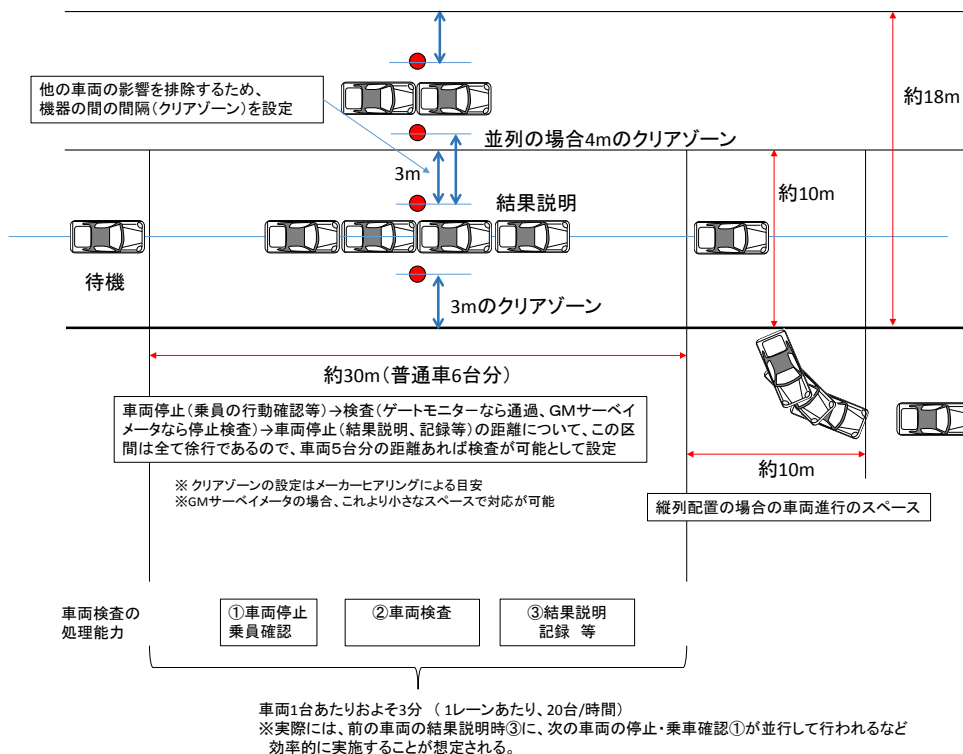 他の車両の影響を排除するため、
機器の間の間隔（クリアゾーン）を設定
約18m
並列の場合4mのクリアゾーン
3m
約10m
結果説明
待機
3mのクリアゾーン
約30m（普通車6台分）
車両停止（乗員の行動確認等）→検査（ゲートモニターなら通過、GMサーベイ
メータなら停止検査）→車両停止（結果説明、記録等）の距離について、この区
間は全て徐行であるので、車両５台分の距離あれば検査が可能として設定
約10m
※ クリアゾーンの設定はメーカーヒアリングによる目安
※GMサーベイメータの場合、これより小さなスペースで対応が可能
縦列配置の場合の車両進行のスペース
車両検査の
処理能力
①車両停止
乗員確認
②車両検査
③結果説明
記録　等
車両1台あたりおよそ3分　（ 1レーンあたり、20台/時間）
※実際には、前の車両の結果説明時③に、次の車両の停止・乗車確認①が並行して行われるなど
効率的に実施することが想定される。